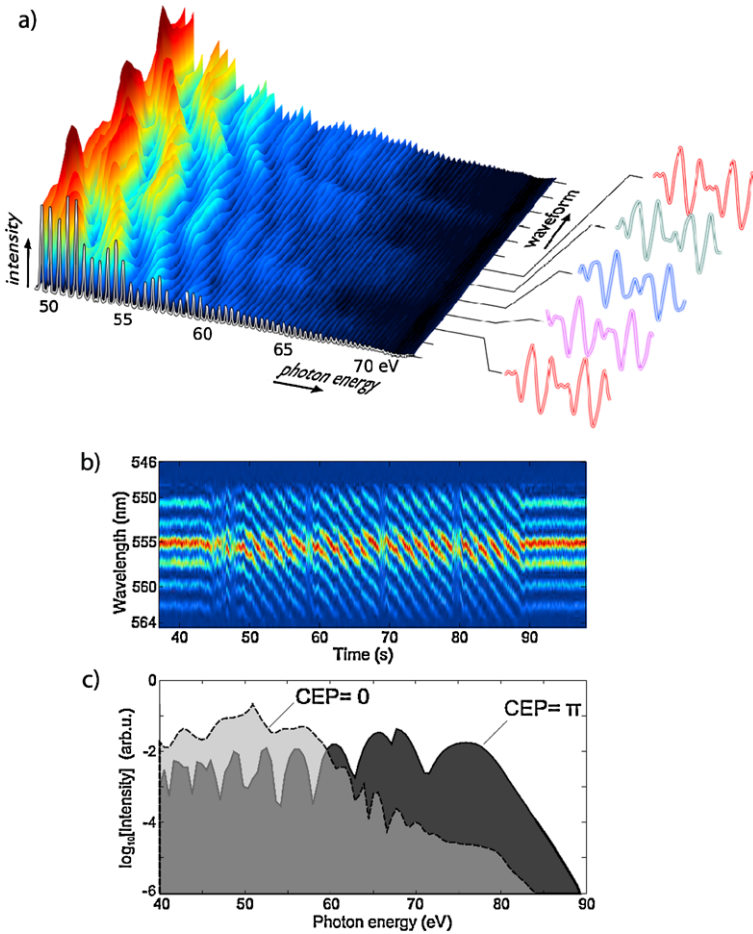 a)
intensity
50
55
60
65
70 eV
photon energy
waveform
b)
546
550
555
560
564
Wavelength (nm)
40 50 60 70 80 90
Time (s)
c)
0
-2
-4
-6
log10[Intensity] (arb.u.)
CEP= 0
CEP= π
40 50 60 70 80 90
Photon energy (eV)